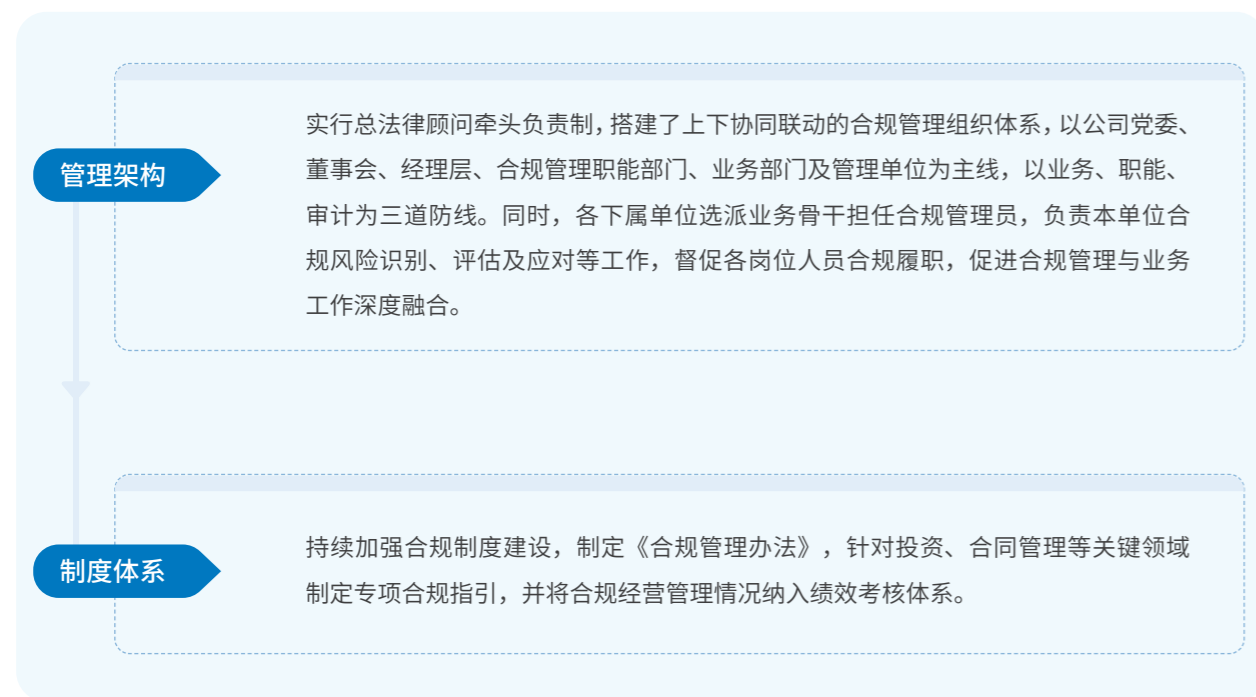 管理架构
实行总法律顾问牵头负责制，搭建了上下协同联动的合规管理组织体系，以公司党委、
董事会、经理层、合规管理职能部门、业务部门及管理单位为主线，以业务、职能、
审计为三道防线。同时，各下属单位选派业务骨干担任合规管理员，负责本单位合
规风险识别、评估及应对等工作，督促各岗位人员合规履职，促进合规管理与业务
工作深度融合。
制度体系
持续加强合规制度建设，制定《合规管理办法》，针对投资、合同管理等关键领域
制定专项合规指引，并将合规经营管理情况纳入绩效考核体系。